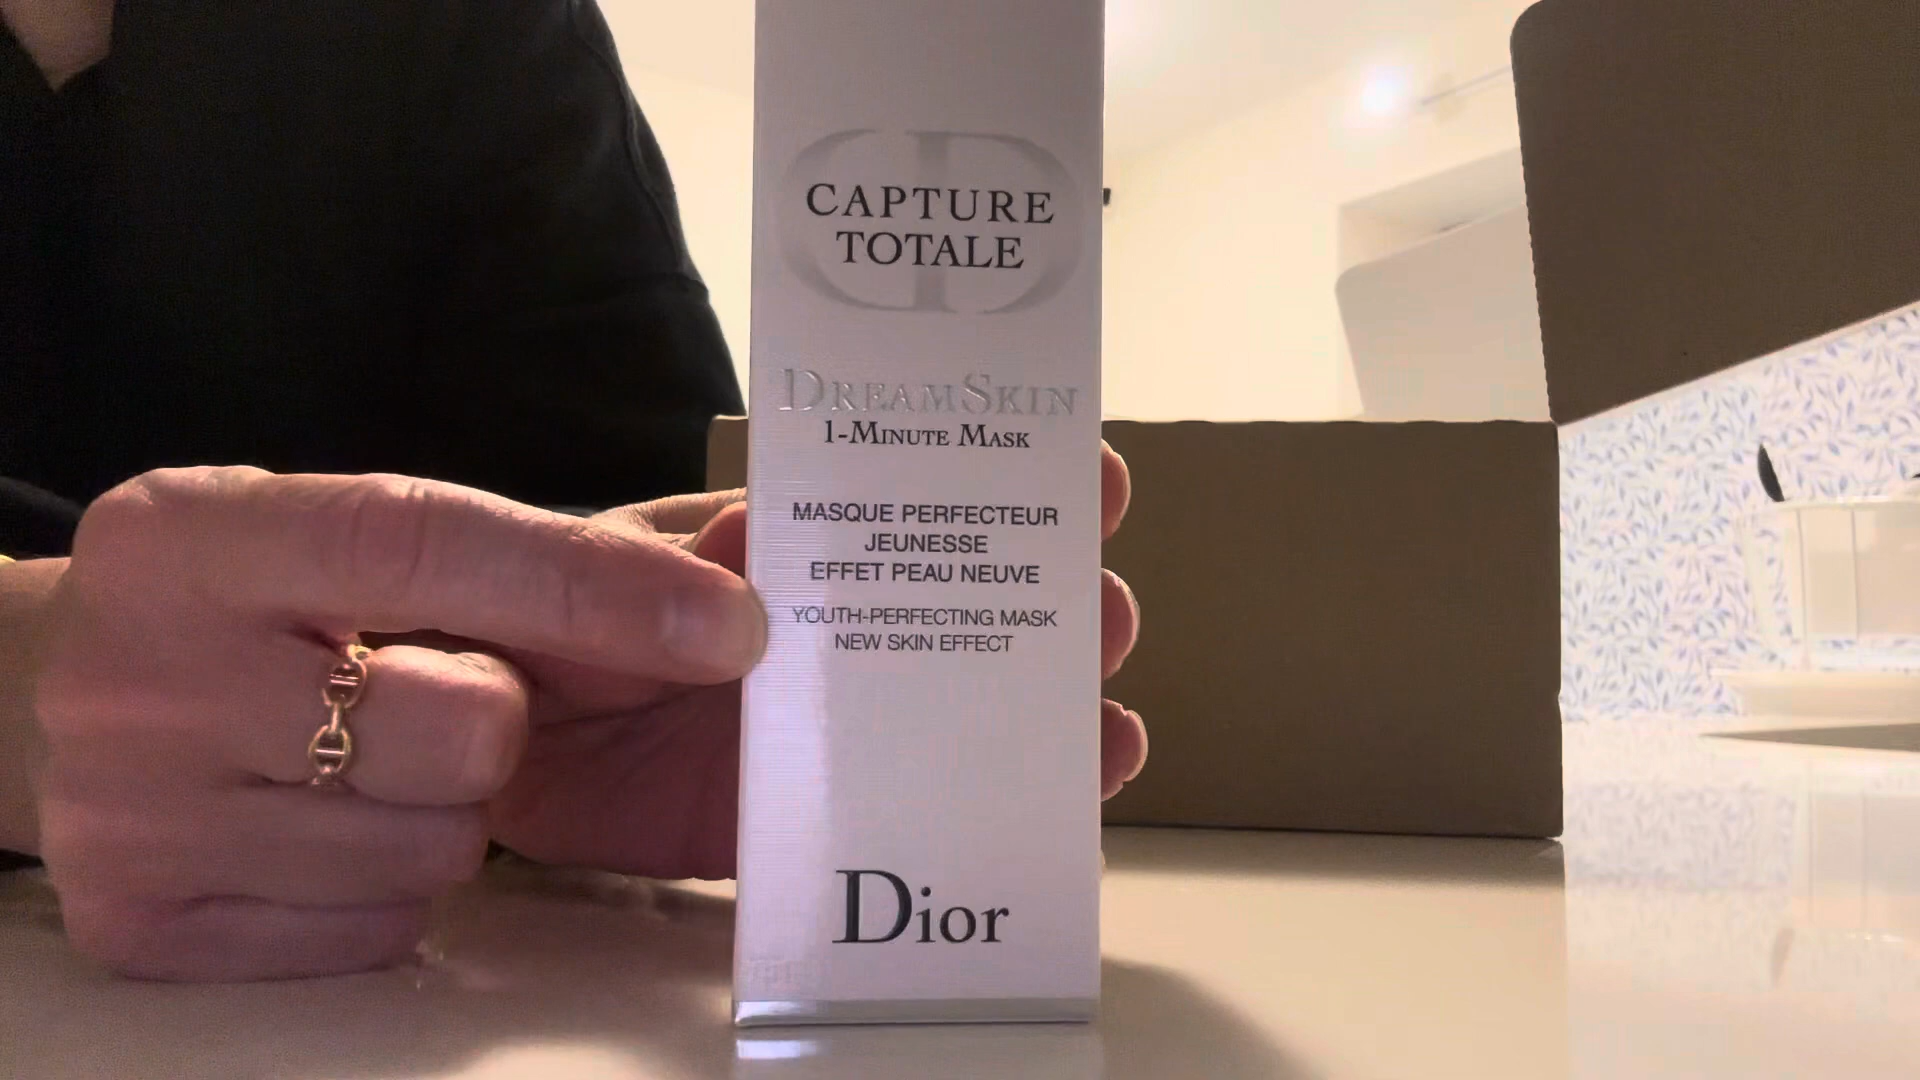 CAPTURE
TOTALE
DREAMSKIN
1-MINUTE MASK
MASQUE PERFECTEUR
JEUNESSE
EFFET PEAU NEUVE
YOUTH-PERFECTING MASK
NEW SKIN EFFECT
Dior